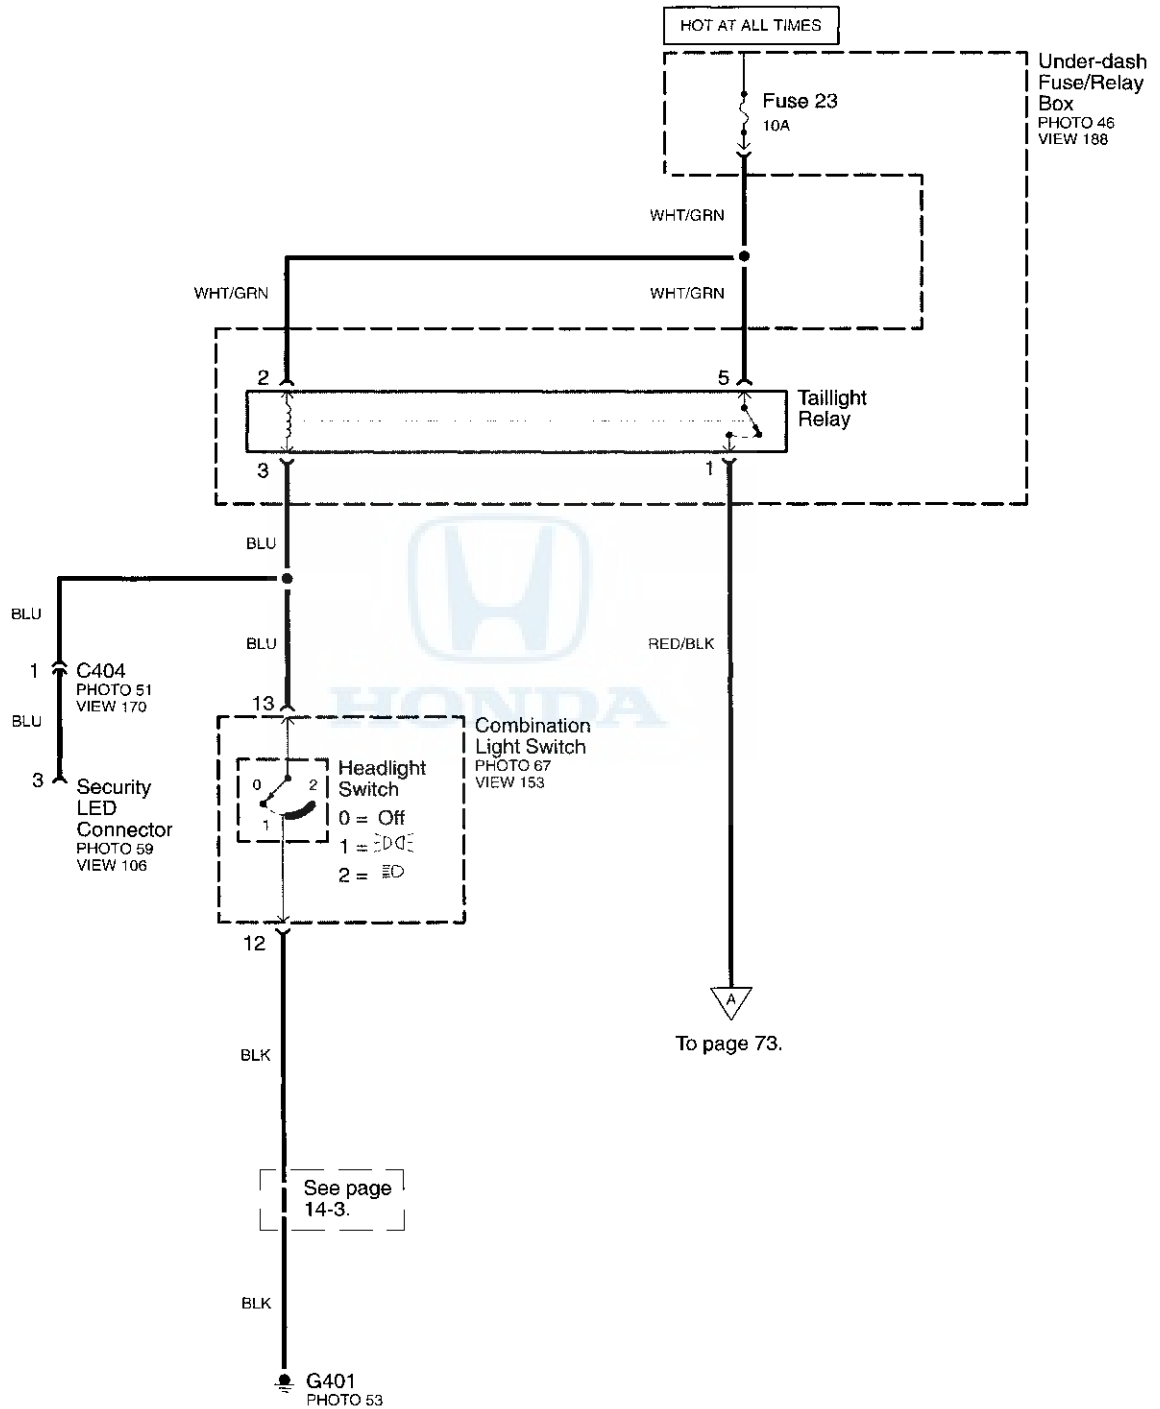 HOT AT ALL TIMES
Under-dash
Fuse/Relay
Box
PHOTO 46
VIEW 188
Fuse 23
10A
WHT/GRN
WHT/GRN
WHT/GRN
2
5
Taillight
Relay
3
1
BLU
BLU
BLU
RED/BLK
1
C404
PHOTO 51
VIEW 170
BLU
3
Security
LED
Connector
PHOTO 59
VIEW 106
HONDA
13
Combination
Light Switch
PHOTO 67
VIEW 153
0
2
1
Headlight
Switch
0 = Off
1 =
2 =
12
A
To page 73.
BLK
See page
14-3.
BLK
G401
PHOTO 53